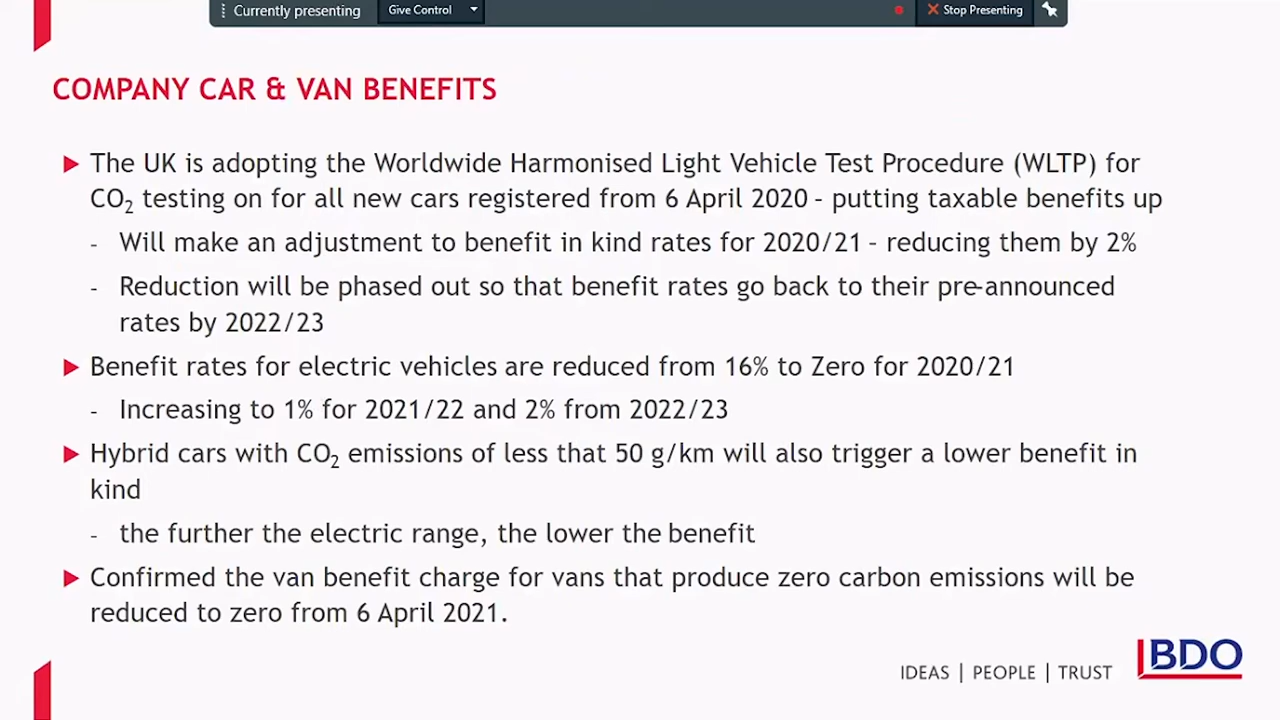 Currently presenting Give Control Stop Presenting
COMPANY CAR & VAN BENEFITS
The UK is adopting the Worldwide Harmonised Light Vehicle Test Procedure (WLTP) for
CO₂ testing on for all new cars registered from 6 April 2020 – putting taxable benefits up
- Will make an adjustment to benefit in kind rates for 2020/21 – reducing them by 2%
- Reduction will be phased out so that benefit rates go back to their pre-announced
rates by 2022/23
Benefit rates for electric vehicles are reduced from 16% to Zero for 2020/21
- Increasing to 1% for 2021/22 and 2% from 2022/23
Hybrid cars with CO₂ emissions of less that 50 g/km will also trigger a lower benefit in
kind
- the further the electric range, the lower the benefit
Confirmed the van benefit charge for vans that produce zero carbon emissions will be
reduced to zero from 6 April 2021.
IDEAS | PEOPLE | TRUST BDO